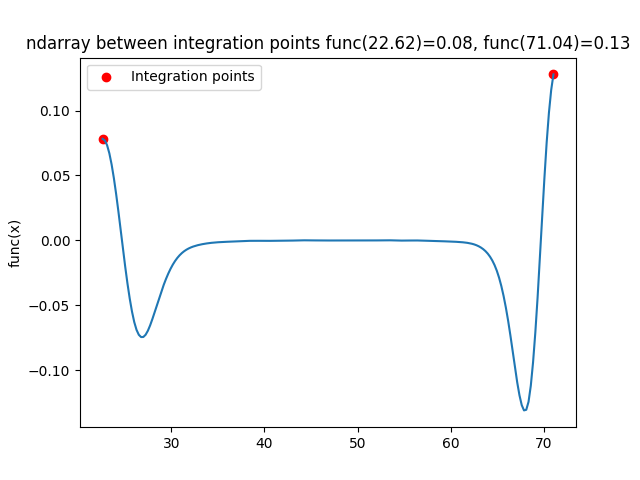 ndarray between integration points func(22.62)=0.08, func(71.04)=0.13
Integration points
func(x)
0.10
0.05
0.00
−0.05
−0.10
30 40 50 60 70